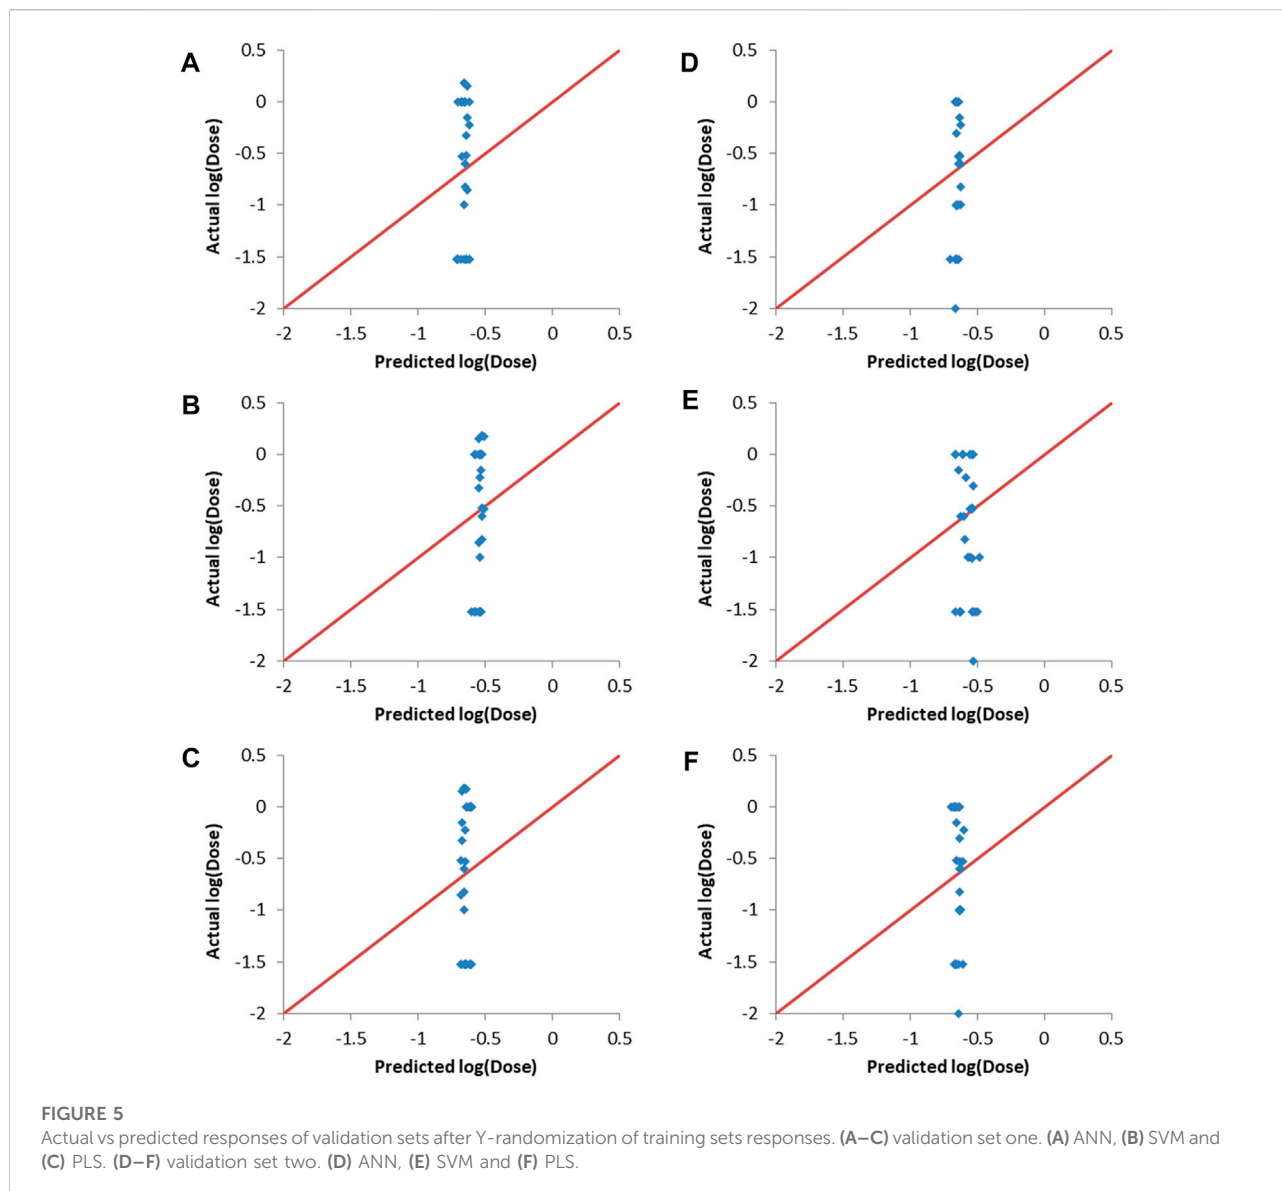 A
0.5
0
-0.5
-1
-1.5
-2
Actual log(Dose)
-2 -1.5 -1 -0.5 0 0.5
Predicted log(Dose)
D
0.5
0
-0.5
-1
-1.5
-2
Actual log(Dose)
-2 -1.5 -1 -0.5 0 0.5
Predicted log(Dose)
B
0.5
0
-0.5
-1
-1.5
-2
Actual log(Dose)
-2 -1.5 -1 -0.5 0 0.5
Predicted log(Dose)
E
0.5
0
-0.5
-1
-1.5
-2
Actual log(Dose)
-2 -1.5 -1 -0.5 0 0.5
Predicted log(Dose)
C
0.5
0
-0.5
-1
-1.5
-2
Actual log(Dose)
-2 -1.5 -1 -0.5 0 0.5
Predicted log(Dose)
F
0.5
0
-0.5
-1
-1.5
-2
Actual log(Dose)
-2 -1.5 -1 -0.5 0 0.5
Predicted log(Dose)
FIGURE 5
Actual vs predicted responses of validation sets after Y-randomization of training sets responses. (A–C) validation set one. (A) ANN, (B) SVM and
(C) PLS. (D–F) validation set two. (D) ANN, (E) SVM and (F) PLS.